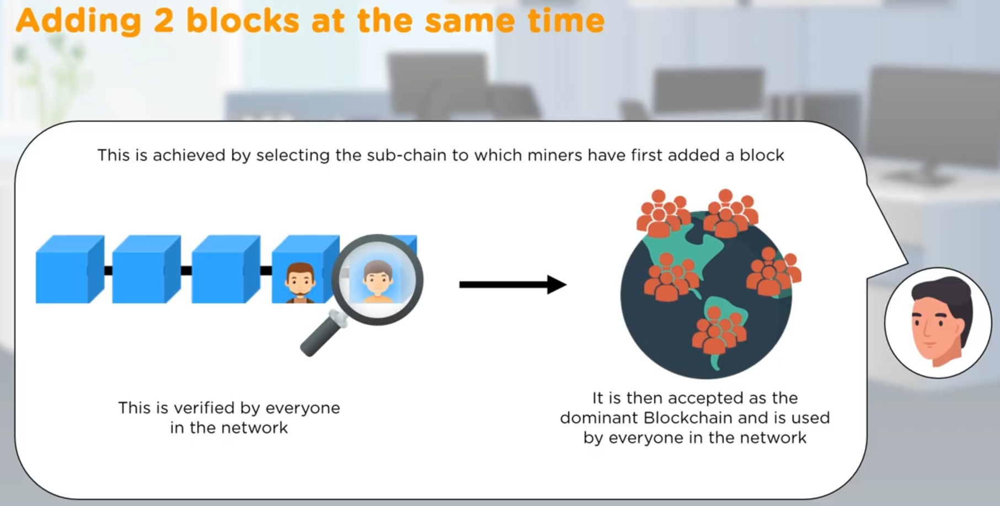 Adding 2 blocks at the same time
This is achieved by selecting the sub-chain to which miners have first added a block
This is verified by everyone
in the network
It is then accepted as the
dominant Blockchain and is used
by everyone in the network